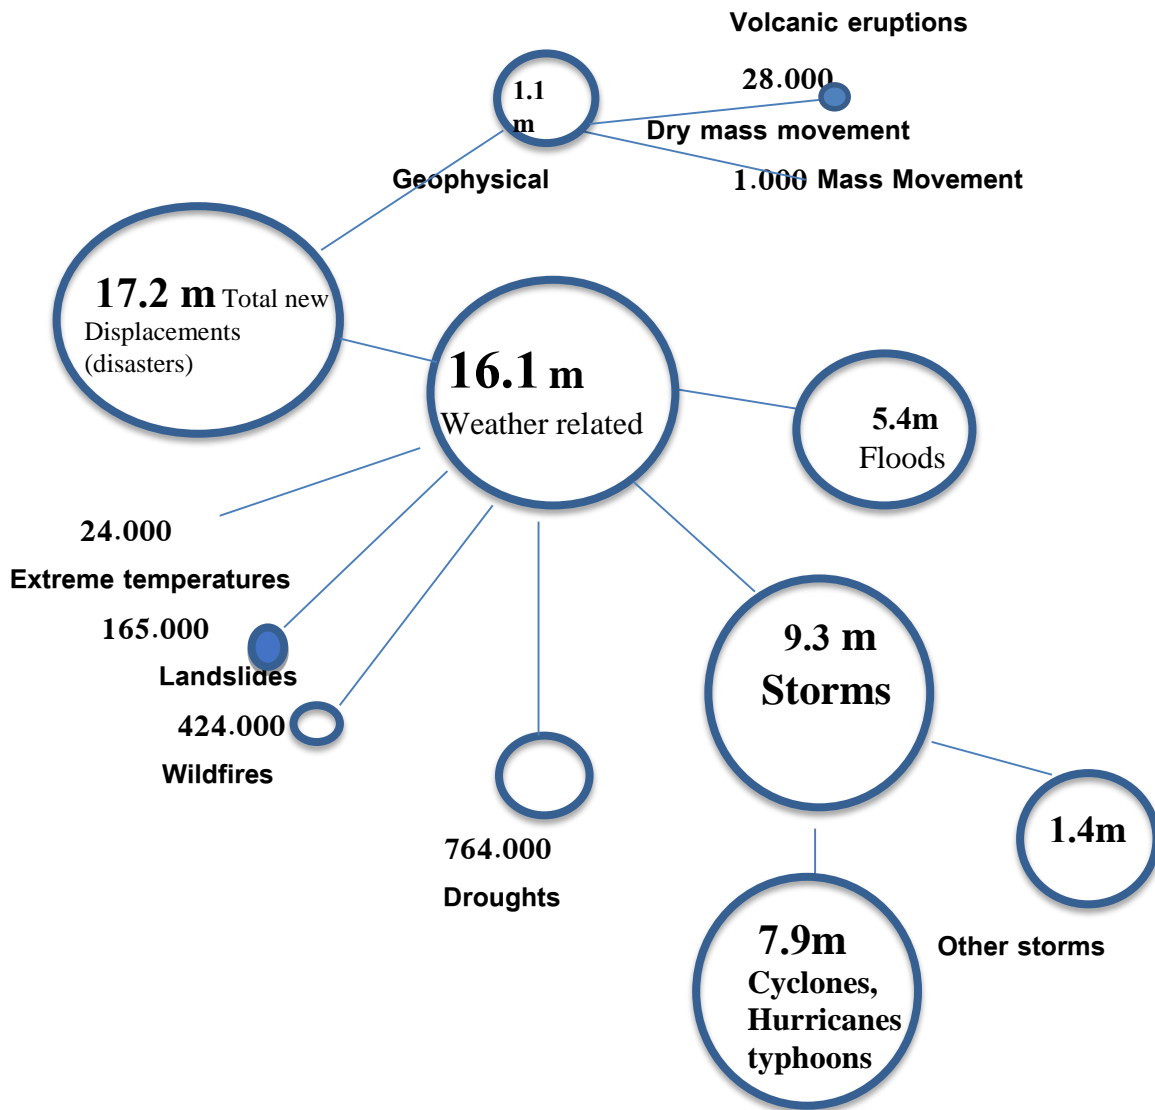 Volcanic eruptions
28.000
1.1
m
Dry mass movement
Geophysical
1.000 Mass Movement
17.2 m Total new
Displacements
(disasters)
16.1 m
Weather related
5.4m
Floods
24.000
Extreme temperatures
165.000
Landslides
424.000
Wildfires
9.3 m
Storms
764.000
Droughts
1.4m
Other storms
7.9m
Cyclones,
Hurricanes
typhoons